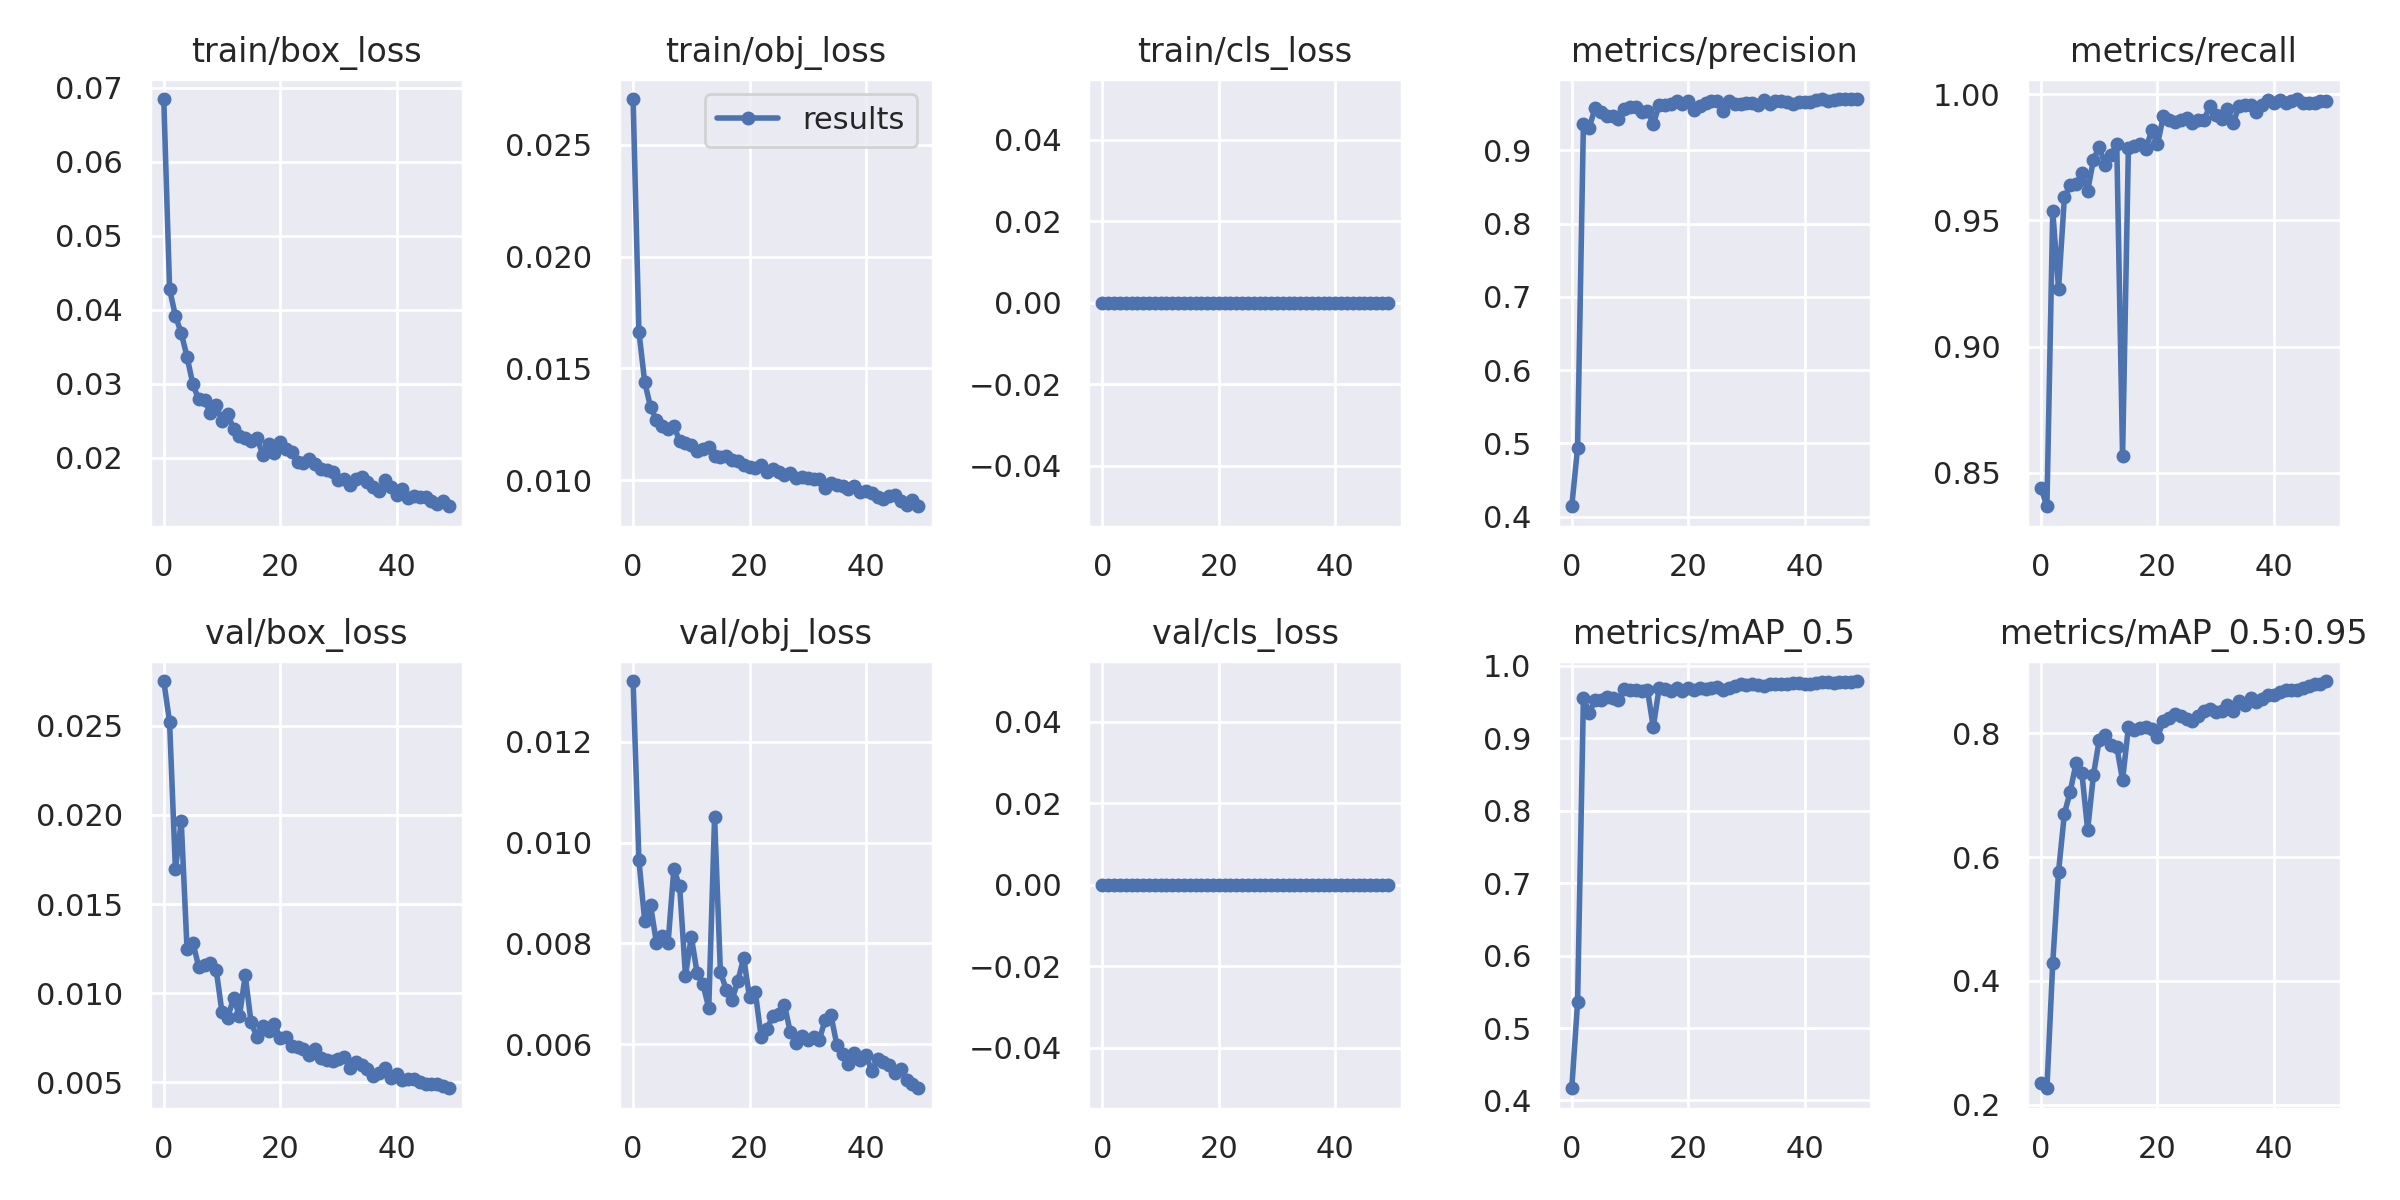 train/box_loss
0.07
0.06
0.05
0.04
0.03
0.02
0 20 40
train/obj_loss
results
0.025
0.020
0.015
0.010
0 20 40
train/cls_loss
0.04
0.02
0.00
−0.02
−0.04
0 20 40
metrics/precision
0.9
0.8
0.7
0.6
0.5
0.4
0 20 40
metrics/recall
1.00
0.95
0.90
0.85
0 20 40
val/box_loss
0.025
0.020
0.015
0.010
0.005
0 20 40
val/obj_loss
0.012
0.010
0.008
0.006
0 20 40
val/cls_loss
0.04
0.02
0.00
−0.02
−0.04
0 20 40
metrics/mAP_0.5
1.0
0.9
0.8
0.7
0.6
0.5
0.4
0 20 40
metrics/mAP_0.5:0.95
0.8
0.6
0.4
0.2
0 20 40